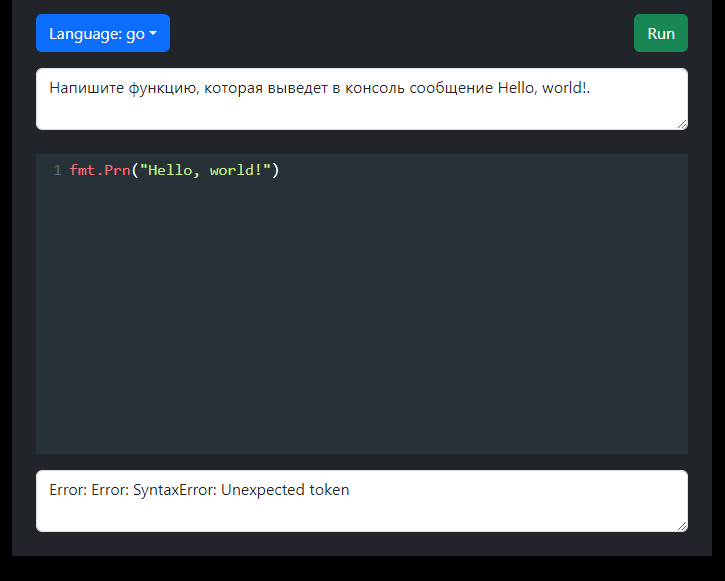 Language: go
Run
Напишите функцию, которая выведет в консоль сообщение Hello, world!.
1 fmt.Prn("Hello, world!")
Error: Error: SyntaxError: Unexpected token